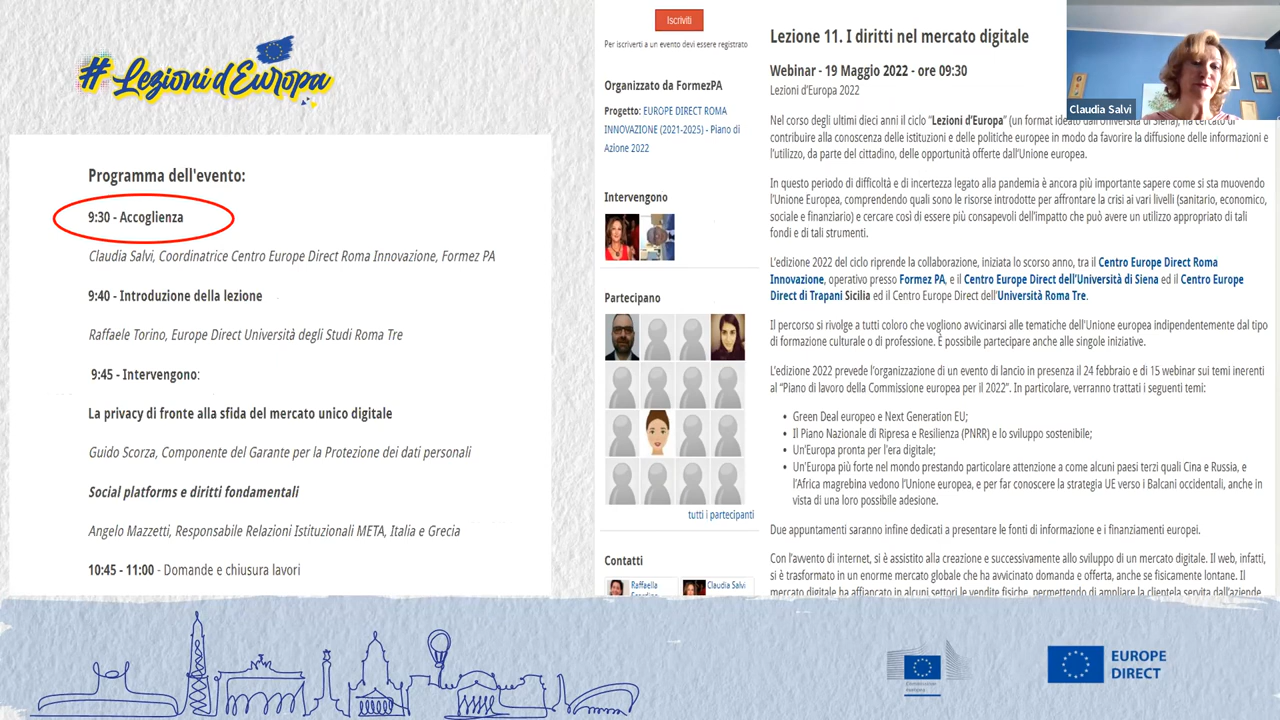 #Lezioni d'Europa
Programma dell'evento:
9:30 - Accoglienza
Claudia Salvi, Coordinatrice Centro Europe Direct Roma Innovazione, Formez PA
9:40 - Introduzione della lezione
Raffaele Torino, Europe Direct Università degli Studi Roma Tre
9:45 - Intervengono:
La privacy di fronte alla sfida del mercato unico digitale
Guido Scorza, Componente del Garante per la Protezione dei dati personali
Social platforms e diritti fondamentali
Angelo Mazzetti, Responsabile Relazioni Istituzionali META, Italia e Grecia
10:45 - 11:00 - Domande e chiusura lavori
Iscriviti
Per iscriverti a un evento devi essere registrato
Organizzato da FormezPA
Progetto: EUROPE DIRECT ROMA
INNOVAZIONE (2021-2025) - Piano di
Azione 2022
Intervengono
Partecipano
tutti i partecipanti
Contatti
Raffaella
Claudia Salvi
Lezione 11. I diritti nel mercato digitale
Webinar - 19 Maggio 2022 - ore 09:30
Lezioni d'Europa 2022
Nel corso degli ultimi dieci anni il ciclo "Lezioni d'Europa" (un format ideato dall'Università di Siena), ha cercato di
contribuire alla conoscenza delle istituzioni e delle politiche europee in modo da favorire la diffusione delle informazioni e
l'utilizzo, da parte del cittadino, delle opportunità offerte dall'Unione europea.
In questo periodo di difficoltà e di incertezza legato alla pandemia è ancora più importante sapere come si sta muovendo
l'Unione Europea, comprendendo quali sono le risorse introdotte per affrontare la crisi ai vari livelli (sanitario, economico,
sociale e finanziario) e cercare così di essere più consapevoli dell'impatto che può avere un utilizzo appropriato di tali
fondi e di tali strumenti.
L'edizione 2022 del ciclo riprende la collaborazione, iniziata lo scorso anno, tra il Centro Europe Direct Roma
Innovazione, operativo presso Formez PA, e il Centro Europe Direct dell'Università di Siena ed il Centro Europe
Direct di Trapani Sicilia ed il Centro Europe Direct dell'Università Roma Tre.
Il percorso si rivolge a tutti coloro che vogliono avvicinarsi alle tematiche dell'Unione europea indipendentemente dal tipo
di formazione culturale o di professione. È possibile partecipare anche alle singole iniziative.
L'edizione 2022 prevede l'organizzazione di un evento di lancio in presenza il 24 febbraio e di 15 webinar sui temi inerenti
al "Piano di lavoro della Commissione europea per il 2022". In particolare, verranno trattati i seguenti temi:
• Green Deal europeo e Next Generation EU;
• Il Piano Nazionale di Ripresa e Resilienza (PNRR) e lo sviluppo sostenibile;
• Un'Europa pronta per l'era digitale;
• Un'Europa più forte nel mondo prestando particolare attenzione a come alcuni paesi terzi quali Cina e Russia, e
l'Africa magrebina vedono l'Unione europea, e per far conoscere la strategia UE verso i Balcani occidentali, anche in
vista di una loro possibile adesione.
Due appuntamenti saranno infine dedicati a presentare le fonti di informazione e i finanziamenti europei.
Con l'avvento di internet, si è assistito alla creazione e successivamente allo sviluppo di un mercato digitale. Il web, infatti,
si è trasformato in un enorme mercato globale che ha avvicinato domanda e offerta, anche se fisicamente lontane. Il
mercato digitale ha affiancato in alcuni settori le vendite fisiche, permettendo di ampliare la clientela servita dall'aziende
Claudia Salvi
Commissione
europea
EUROPE
DIRECT